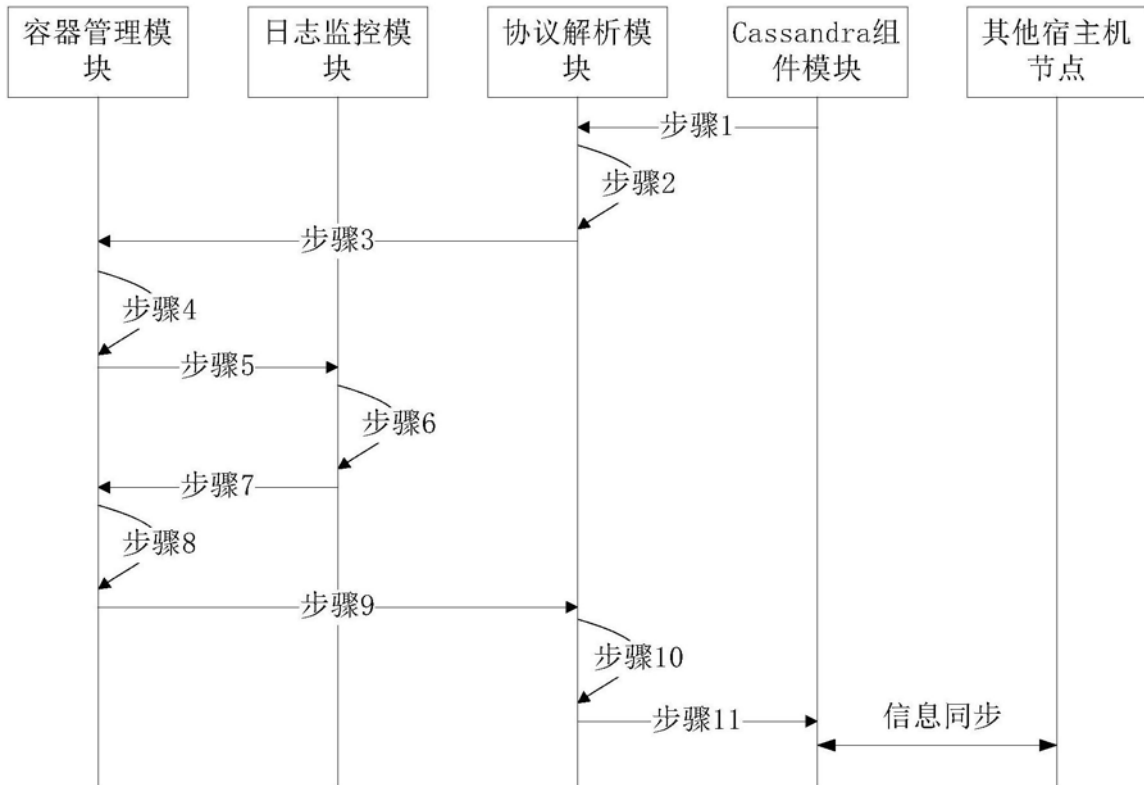 容器管理模
块
日志监控模
块
协议解析模
块
Cassandra组
件模块
其他宿主机
节点
步骤1
步骤2
步骤3
步骤4
步骤5
步骤6
步骤7
步骤8
步骤9
步骤10
步骤11
信息同步